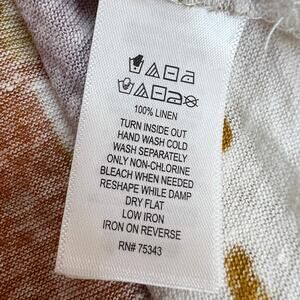 100% LINEN
TURN INSIDE OUT
HAND WASH COLD
WASH SEPARATELY
ONLY NON-CHLORINE
BLEACH WHEN NEEDED
RESHAPE WHILE DAMP
DRY FLAT
LOW IRON
IRON ON REVERSE
RN# 75343